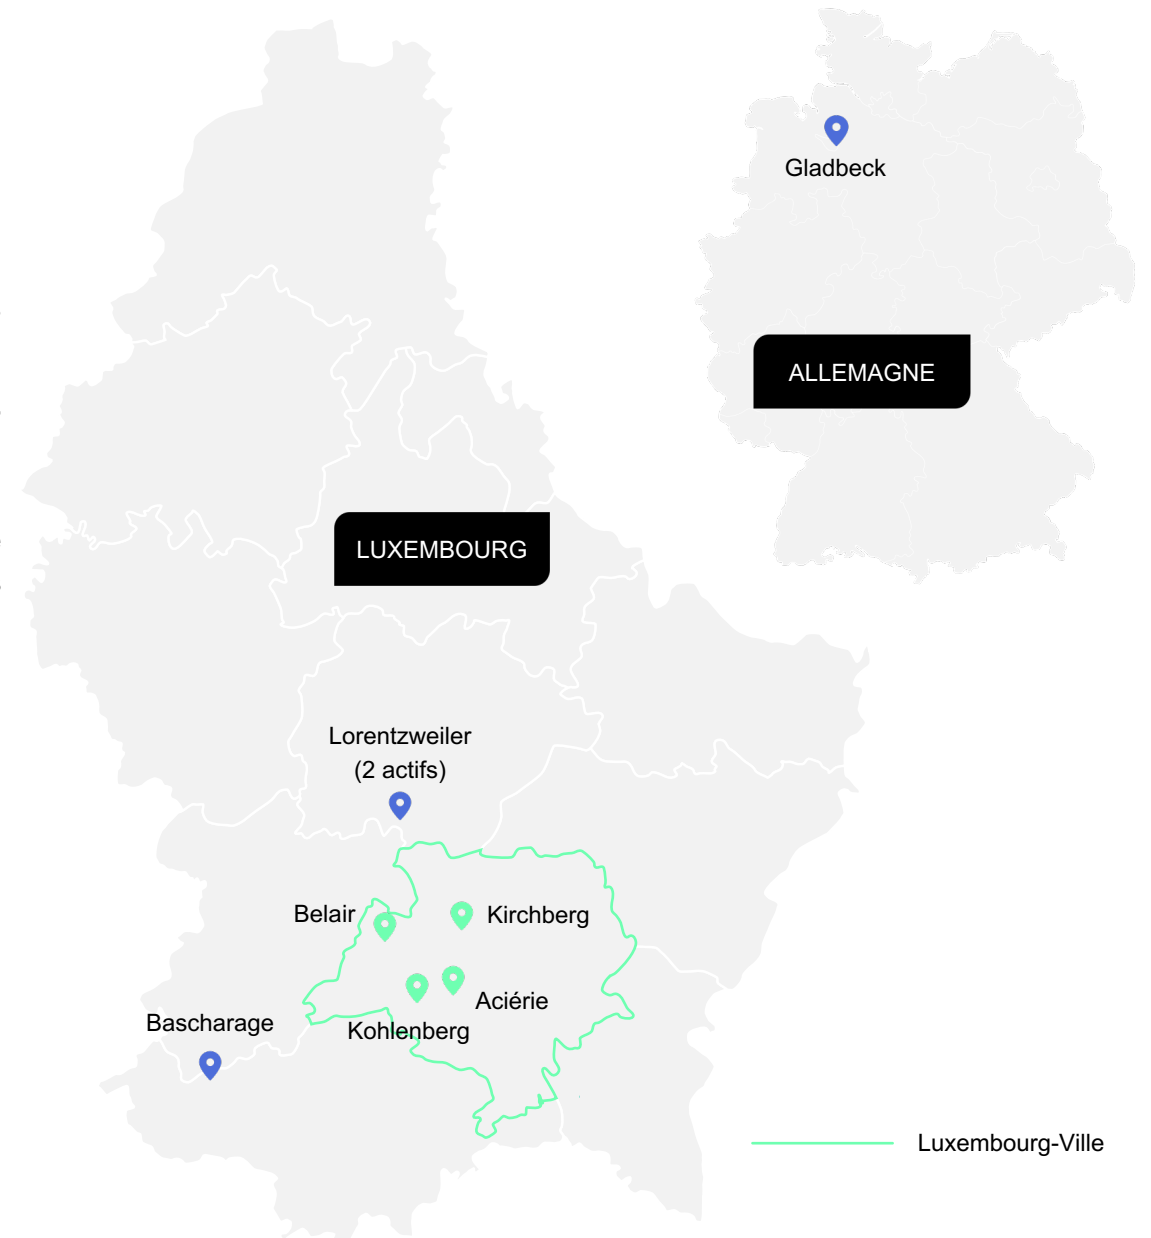 Gladbeck
ALLEMAGNE
LUXEMBOURG
Lorentzweiler
(2 actifs)
Belair
Kirchberg
Aciérie
Kohlenberg
Bascharage
Luxembourg-Ville